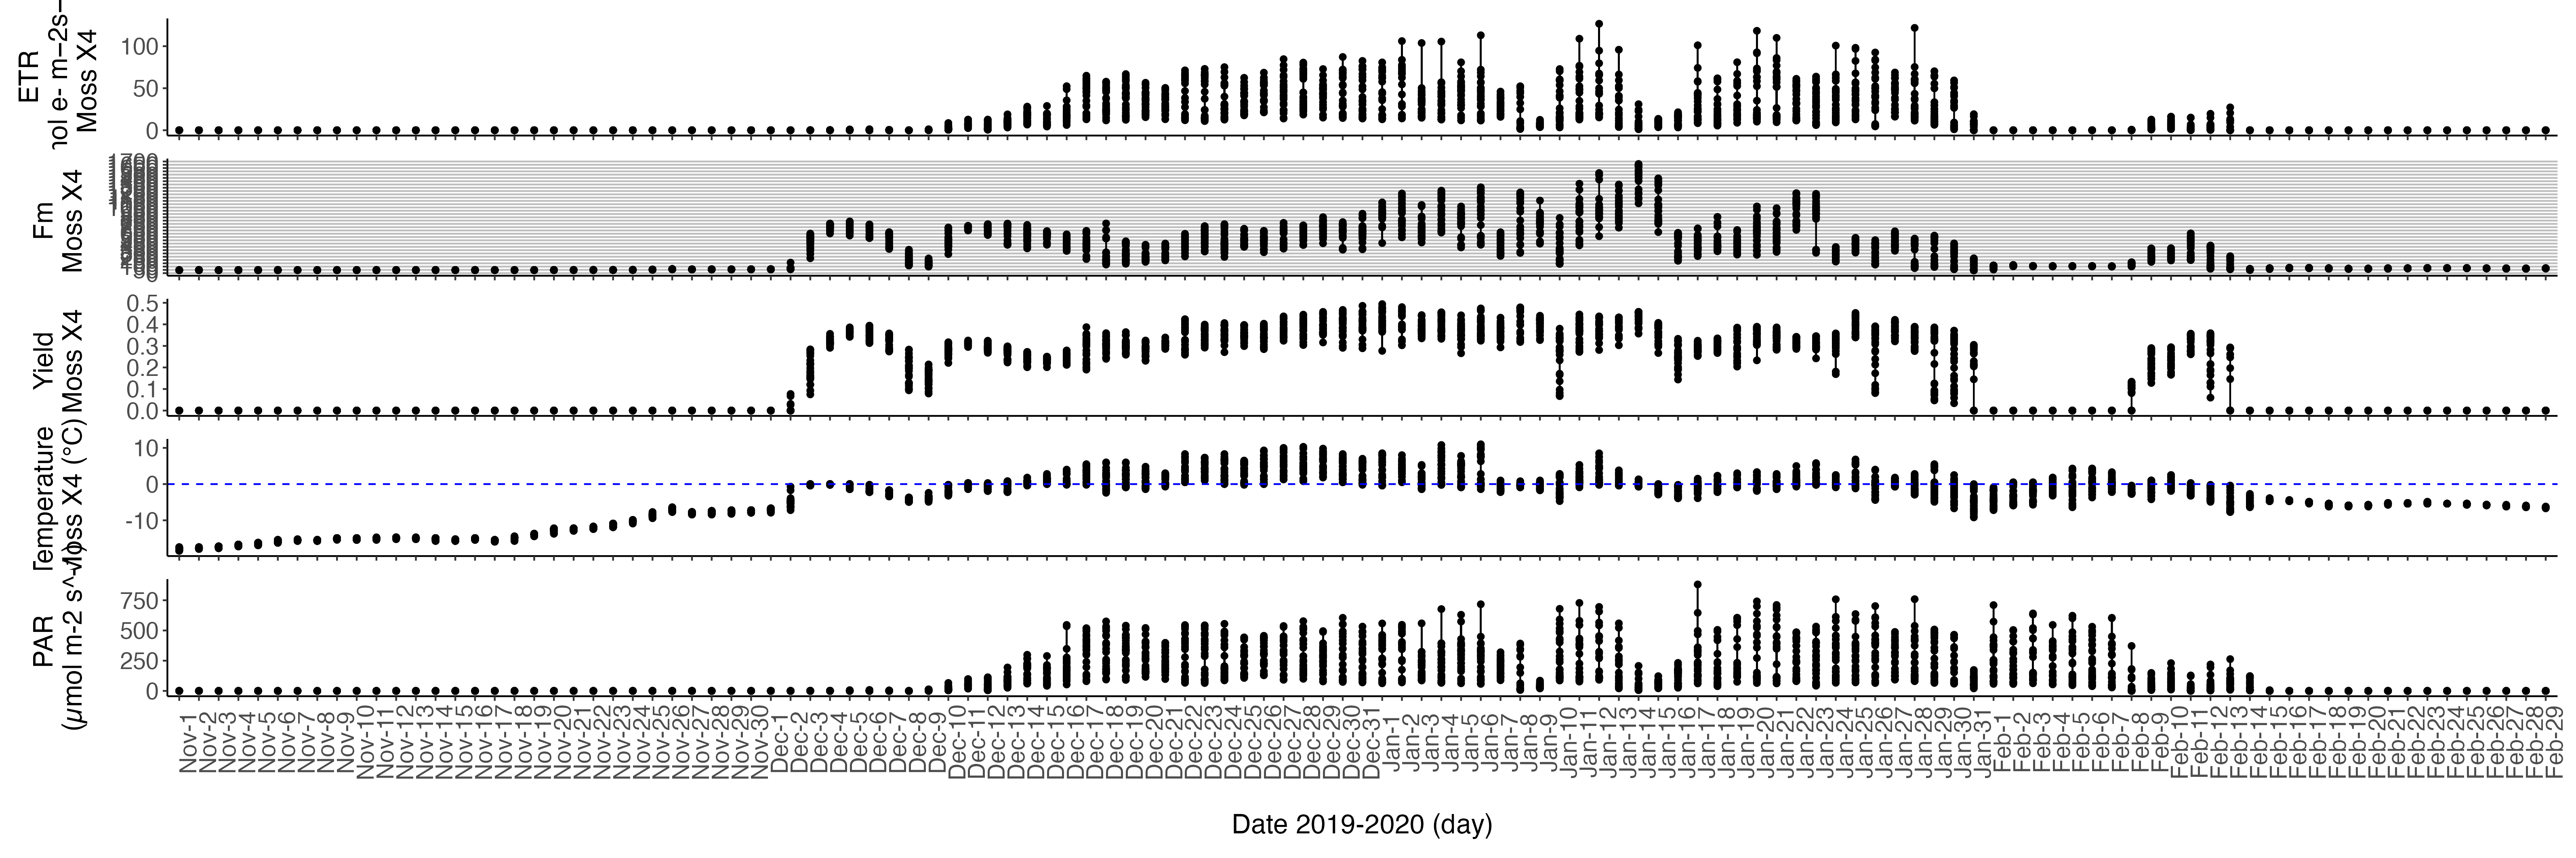 ETR
Moss X4
100
50
0
Fm
Moss X4
Yield
Moss X4
0.5
0.4
0.3
0.2
0.1
0.0
Temperature
Moss X4 (°C)
10
0
-10
PAR
(µmol m-2 s^-1)
750
500
250
0
Nov-1
Nov-2
Nov-3
Nov-4
Nov-5
Nov-6
Nov-7
Nov-8
Nov-9
Nov-10
Nov-11
Nov-12
Nov-13
Nov-14
Nov-15
Nov-16
Nov-17
Nov-18
Nov-19
Nov-20
Nov-21
Nov-22
Nov-23
Nov-24
Nov-25
Nov-26
Nov-27
Nov-28
Nov-29
Nov-30
Dec-1
Dec-2
Dec-3
Dec-4
Dec-5
Dec-6
Dec-7
Dec-8
Dec-9
Dec-10
Dec-11
Dec-12
Dec-13
Dec-14
Dec-15
Dec-16
Dec-17
Dec-18
Dec-19
Dec-20
Dec-21
Dec-22
Dec-23
Dec-24
Dec-25
Dec-26
Dec-27
Dec-28
Dec-29
Dec-30
Dec-31
Jan-1
Jan-2
Jan-3
Jan-4
Jan-5
Jan-6
Jan-7
Jan-8
Jan-9
Jan-10
Jan-11
Jan-12
Jan-13
Jan-14
Jan-15
Jan-16
Jan-17
Jan-18
Jan-19
Jan-20
Jan-21
Jan-22
Jan-23
Jan-24
Jan-25
Jan-26
Jan-27
Jan-28
Jan-29
Jan-30
Jan-31
Feb-1
Feb-2
Feb-3
Feb-4
Feb-5
Feb-6
Feb-7
Feb-8
Feb-9
Feb-10
Feb-11
Feb-12
Feb-13
Feb-14
Feb-15
Feb-16
Feb-17
Feb-18
Feb-19
Feb-20
Feb-21
Feb-22
Feb-23
Feb-24
Feb-25
Feb-26
Feb-27
Feb-28
Feb-29
Date 2019-2020 (day)